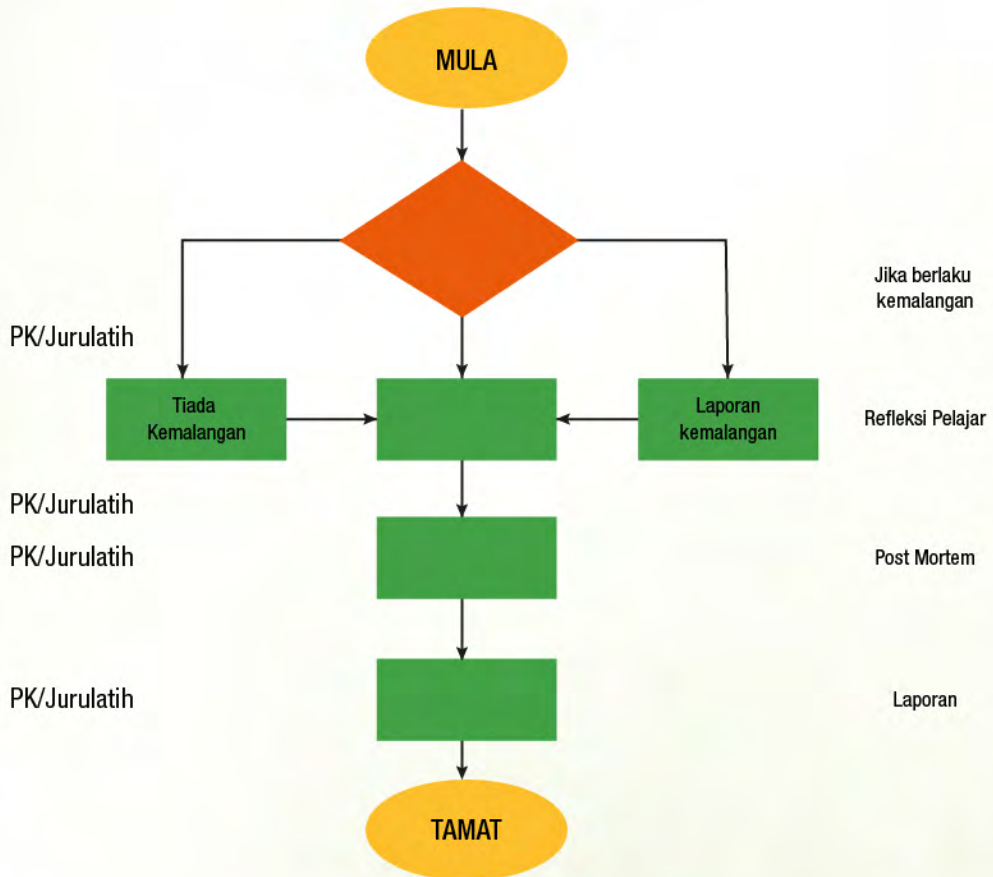 MULA
Jika berlaku
kemalangan
PK/Jurulatih
Tiada
Kemalangan
Laporan
kemalangan
Refleksi Pelajar
PK/Jurulatih
PK/Jurulatih
Post Mortem
PK/Jurulatih
Laporan
TAMAT